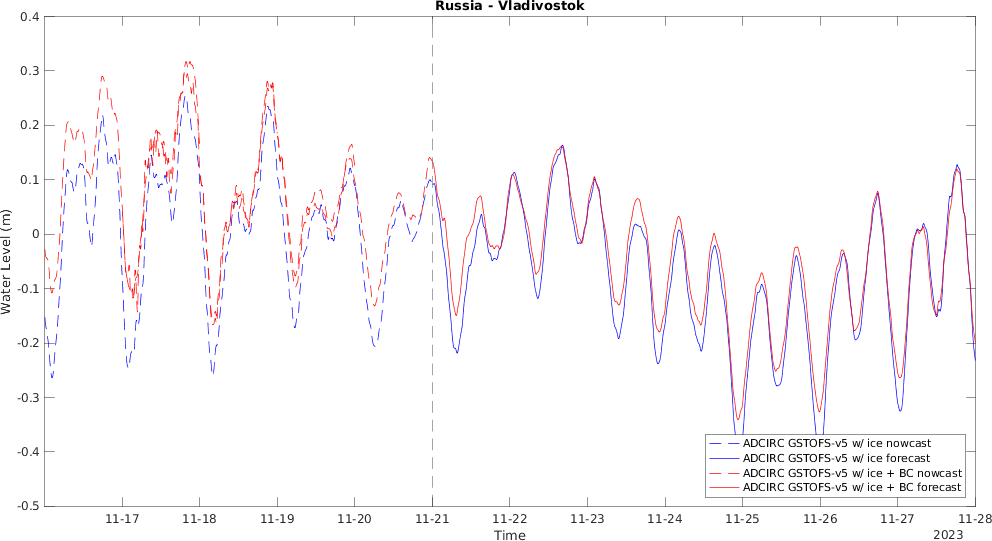 Russia - Vladivostok
0.4
0.3
0.2
0.1
0
-0.1
-0.2
-0.3
-0.4
-0.5
Water Level (m)
ADCIRC GSTOFS-v5 w/ ice nowcast
ADCIRC GSTOFS-v5 w/ ice forecast
ADCIRC GSTOFS-v5 w/ ice + BC nowcast
ADCIRC GSTOFS-v5 w/ ice + BC forecast
11-17 11-18 11-19 11-20 11-21 11-22 11-23 11-24 11-25 11-26 11-27 11-28
Time
2023